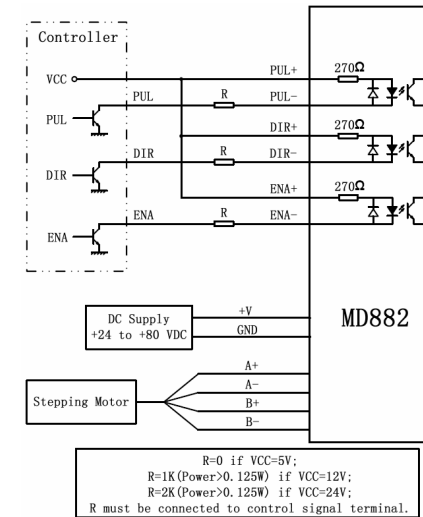 Controller
VCC
PUL+
270Ω
PUL
R
PUL-
PUL
DIR+
270Ω
DIR
R
DIR-
DIR
ENA+
270Ω
ENA
R
ENA-
ENA
MD882
DC Supply
+24 to +80 VDC
+V
GND
Stepping Motor
A+
A-
B+
B-
R=0 if VCC=5V;
R=1K(Power>0.125W) if VCC=12V;
R=2K(Power>0.125W) if VCC=24V;
R must be connected to control signal terminal.